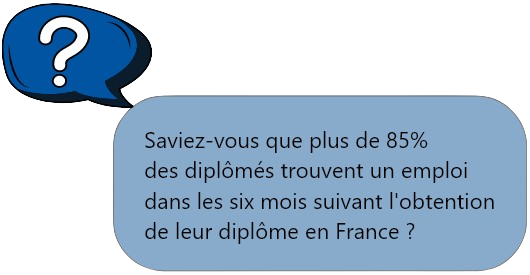 ?
Saviez-vous que plus de 85%
des diplômés trouvent un emploi
dans les six mois suivant l'obtention
de leur diplôme en France ?